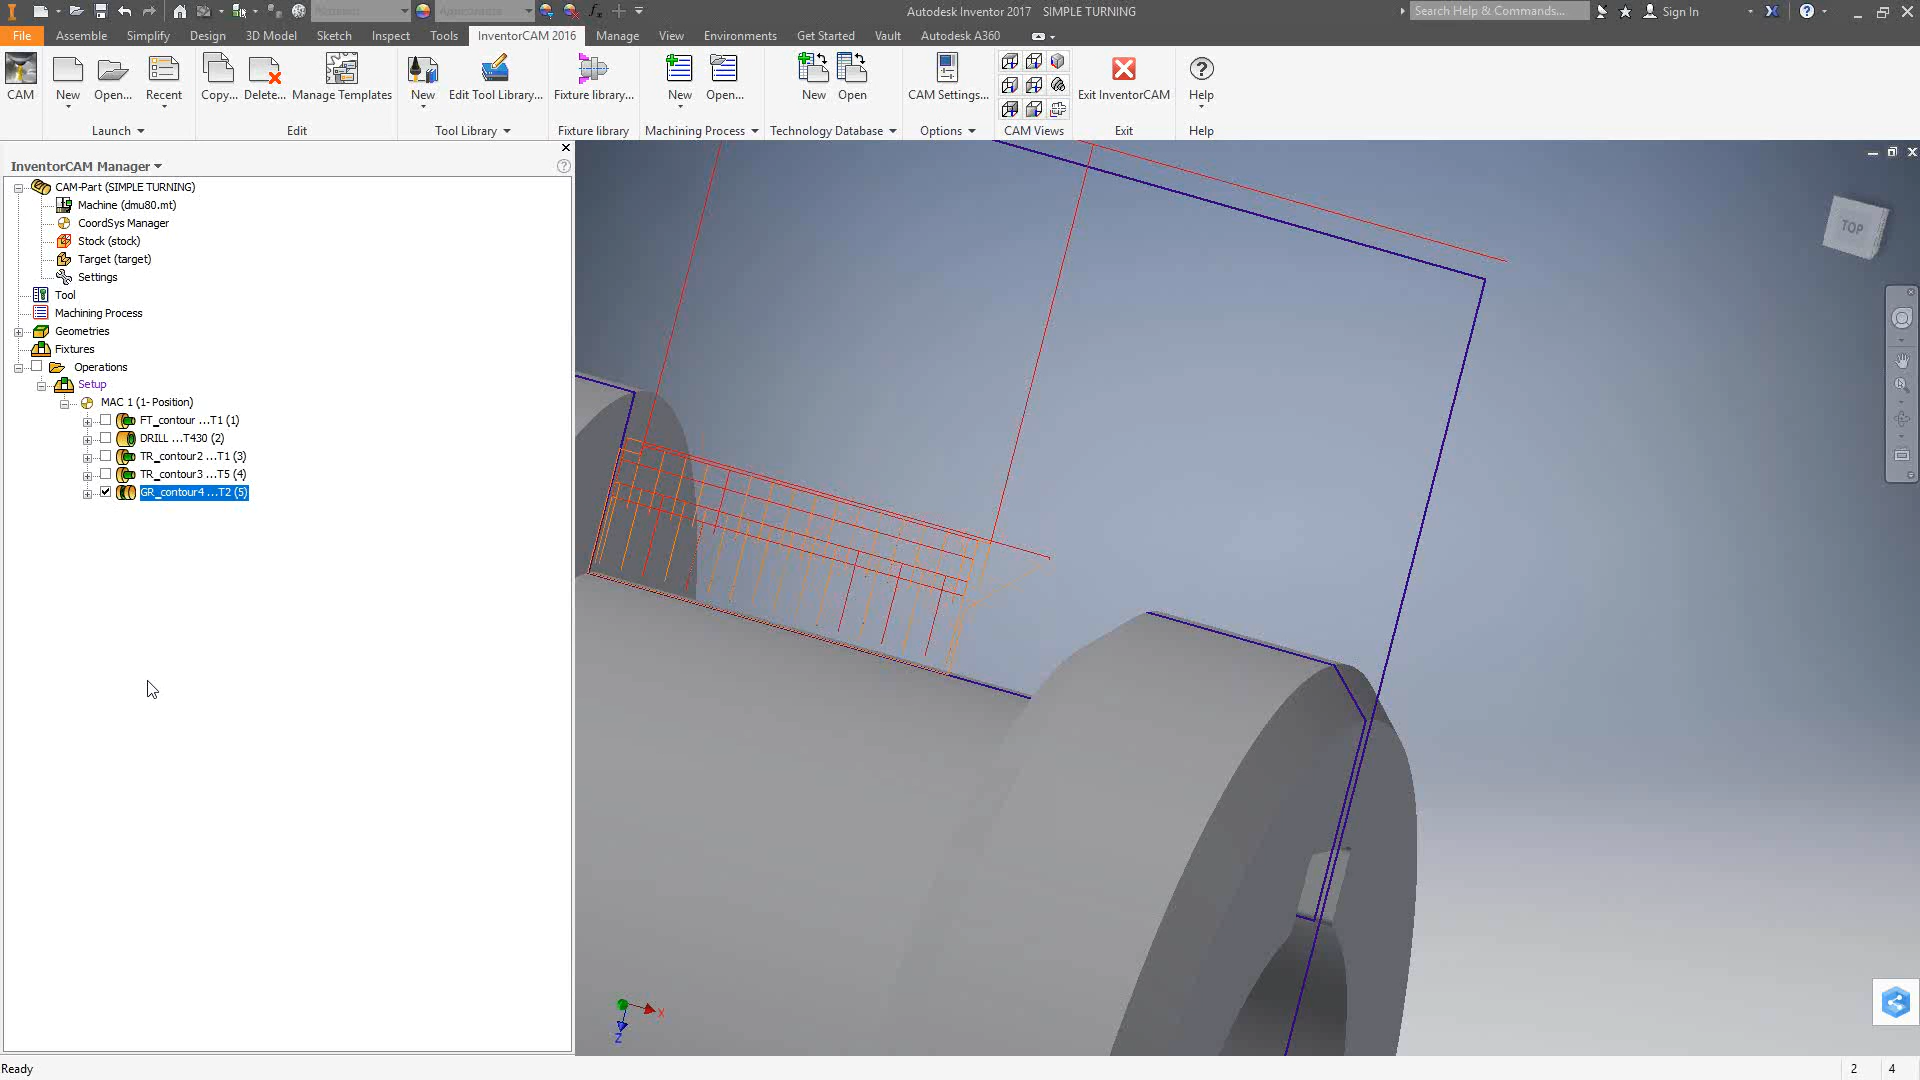 Autodesk Inventor 2017 SIMPLE TURNING
Search Help & Commands...
Sign In
File Assemble Simplify Design 3D Model Sketch Inspect Tools InventorCAM 2016 Manage View Environments Get Started Vault Autodesk A360
CAM New Open... Recent Copy... Delete... Manage Templates New Edit Tool Library... Fixture library... New Open... New Open CAM Settings... Exit InventorCAM Help
Launch Edit Tool Library Fixture library Machining Process Technology Database Options CAM Views Exit Help
InventorCAM Manager
CAM-Part (SIMPLE TURNING)
Machine (dmu80.mt)
CoordSys Manager
Stock (stock)
Target (target)
Settings
Tool
Machining Process
Geometries
Fixtures
Operations
Setup
MAC 1 (1- Position)
FT_contour ...T1 (1)
DRILL ...T430 (2)
TR_contour2 ...T1 (3)
TR_contour3 ...T5 (4)
GR_contour4 ...T2 (5)
TOP
X
Z
Ready
2 4